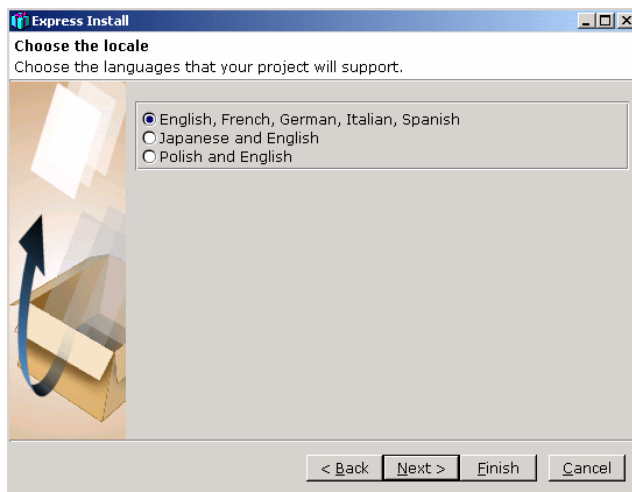 Express Install
Choose the locale
Choose the languages that your project will support.
English, French, German, Italian, Spanish
Japanese and English
Polish and English
< Back Next > Finish Cancel